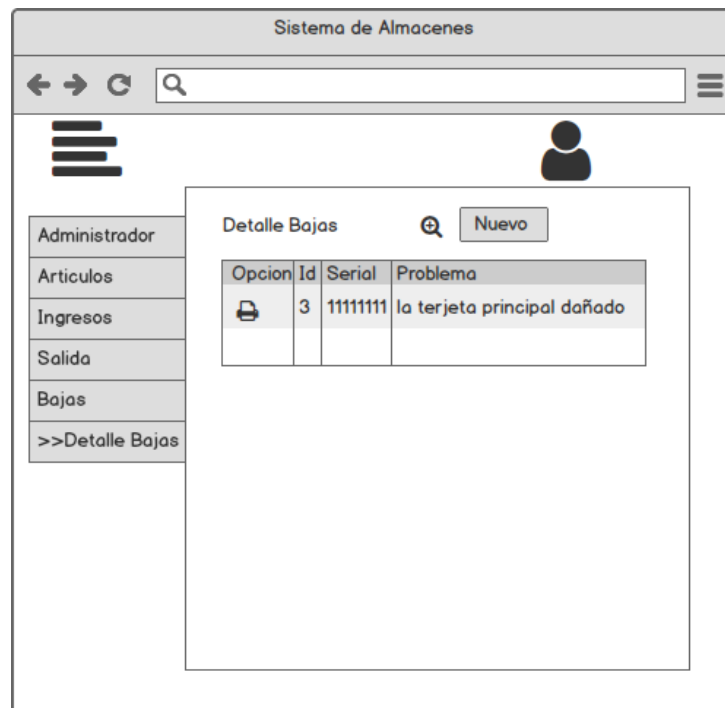 Sistema de Almacenes
Administrador
Articulos
Ingresos
Salida
Bajas
>>Detalle Bajas
Detalle Bajas Nuevo
Opcion Id Serial Problema
3 11111111 la terjeta principal dañado